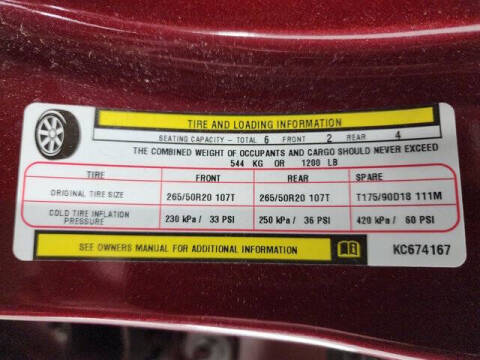 TIRE AND LOADING INFORMATION
SEATING CAPACITY - TOTAL 6 FRONT 2 REAR 4
THE COMBINED WEIGHT OF OCCUPANTS AND CARGO SHOULD NEVER EXCEED
544 KG OR 1200 LB
TIRE FRONT REAR SPARE
ORIGINAL TIRE SIZE 265/50R20 107T 265/50R20 107T T175/90D18 111M
COLD TIRE INFLATION PRESSURE 230 kPa / 33 PSI 250 kPa / 36 PSI 420 kPa / 60 PSI
SEE OWNERS MANUAL FOR ADDITIONAL INFORMATION KC674167